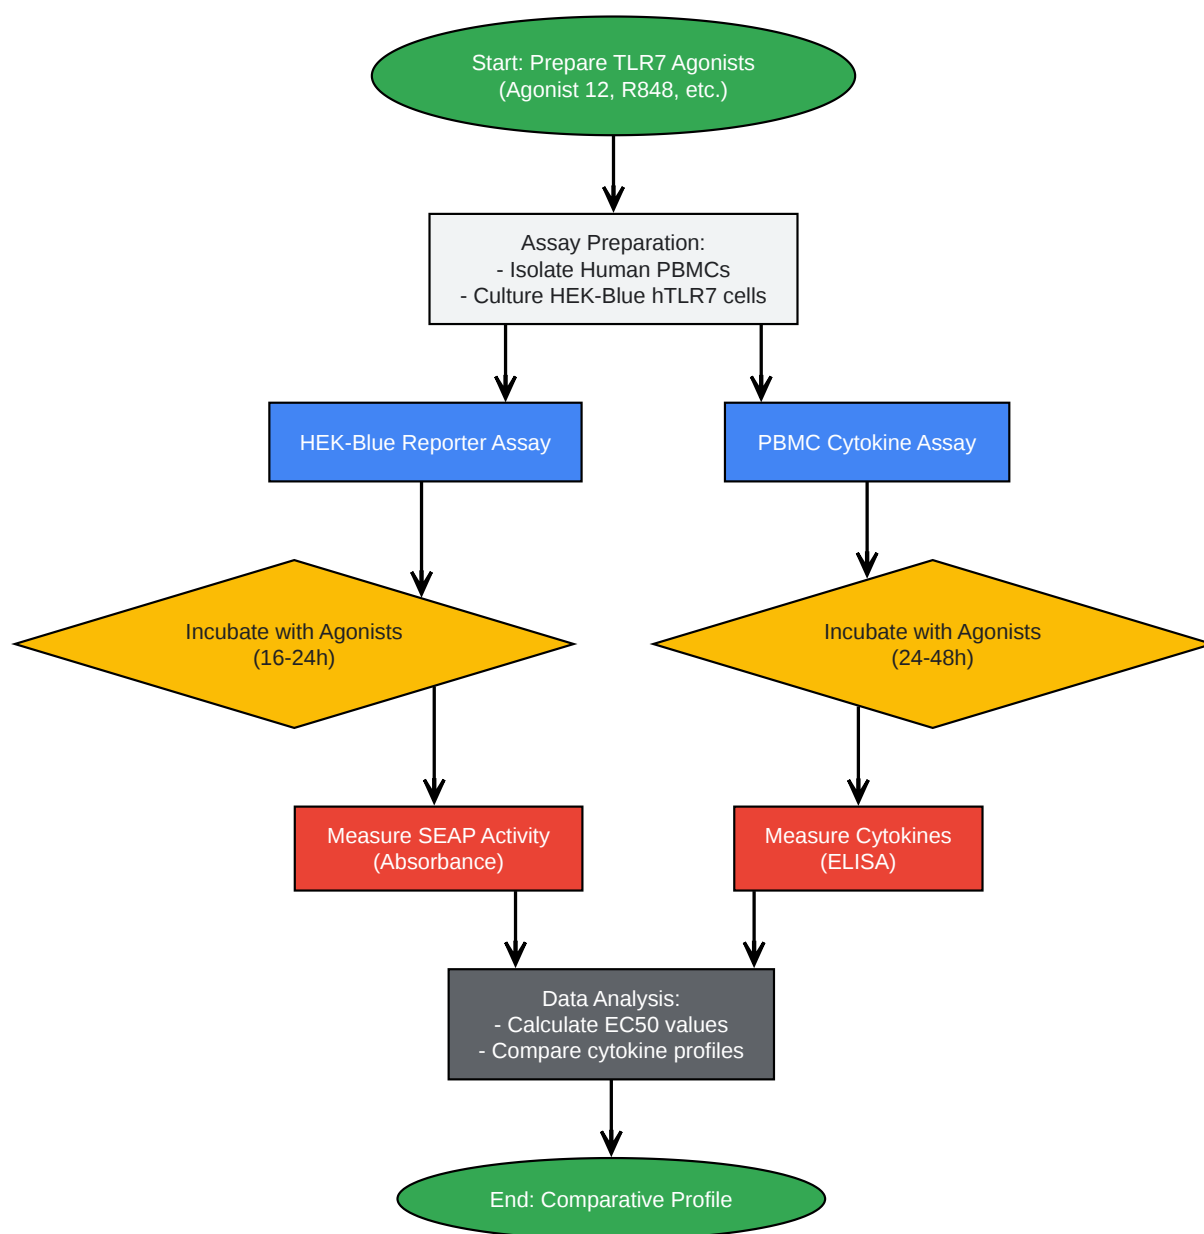 Start: Prepare TLR7 Agonists
(Agonist 12, R848, etc.)
Assay Preparation:
- Isolate Human PBMCs
- Culture HEK-Blue hTLR7 cells
HEK-Blue Reporter Assay
PBMC Cytokine Assay
Incubate with Agonists
(16-24h)
Incubate with Agonists
(24-48h)
Measure SEAP Activity
(Absorbance)
Measure Cytokines
(ELISA)
Data Analysis:
- Calculate EC50 values
- Compare cytokine profiles
End: Comparative Profile